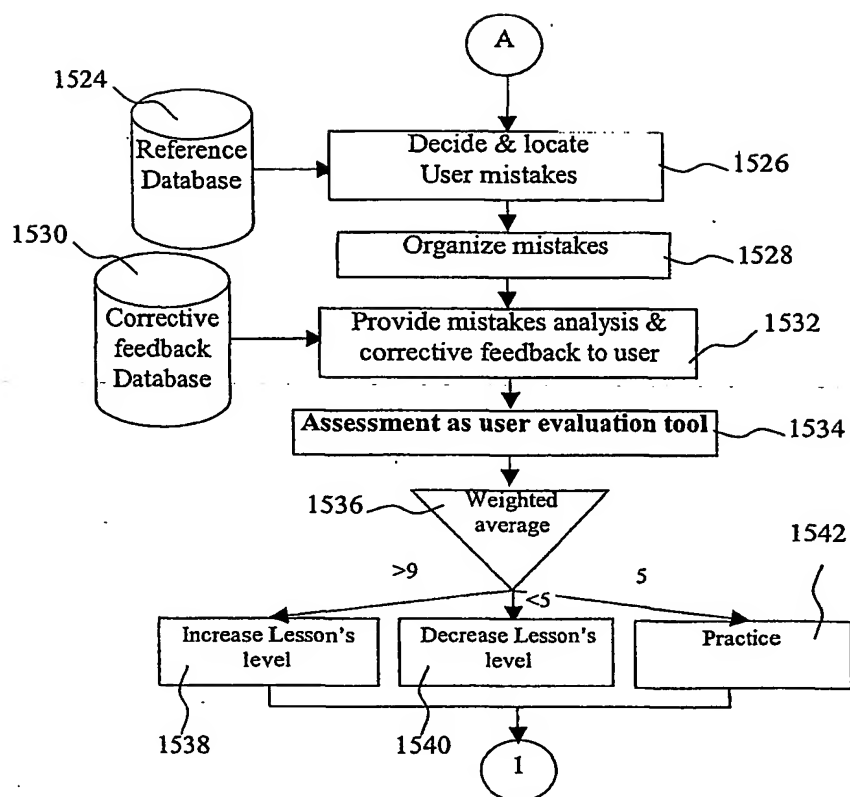 A
1524
Reference
Database
Decide & locate
User mistakes
1526
1530
Organize mistakes
1528
Corrective
feedback
Database
Provide mistakes analysis &
corrective feedback to user
1532
Assessment as user evaluation tool
1534
1536
Weighted
average
1542
>9
<5
5
Increase Lesson's
level
Decrease Lesson's
level
Practice
1538
1540
1